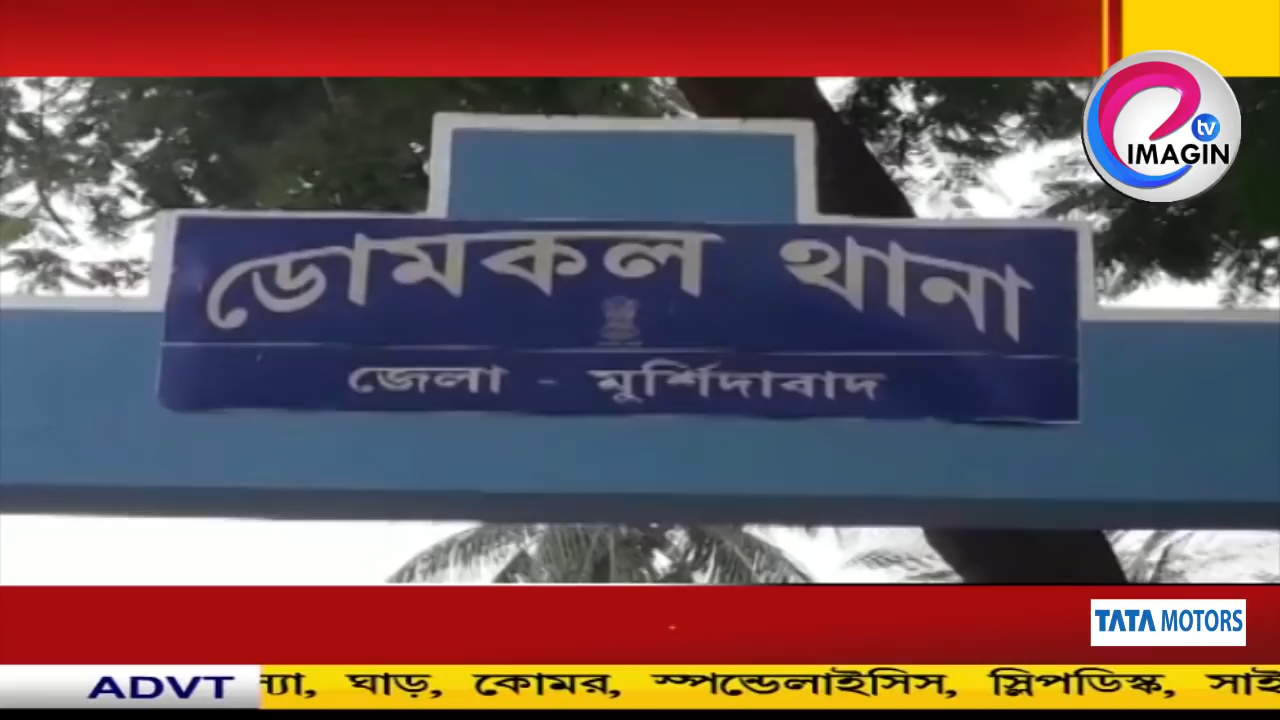 tv
IMAGIN
ডোমকল থানা
জেলা - মুর্শিদাবাদ
TATA MOTORS
ADVT
ঘাড়, কোমর, স্পন্ডেলাইসিস, স্লিপডিস্ক,